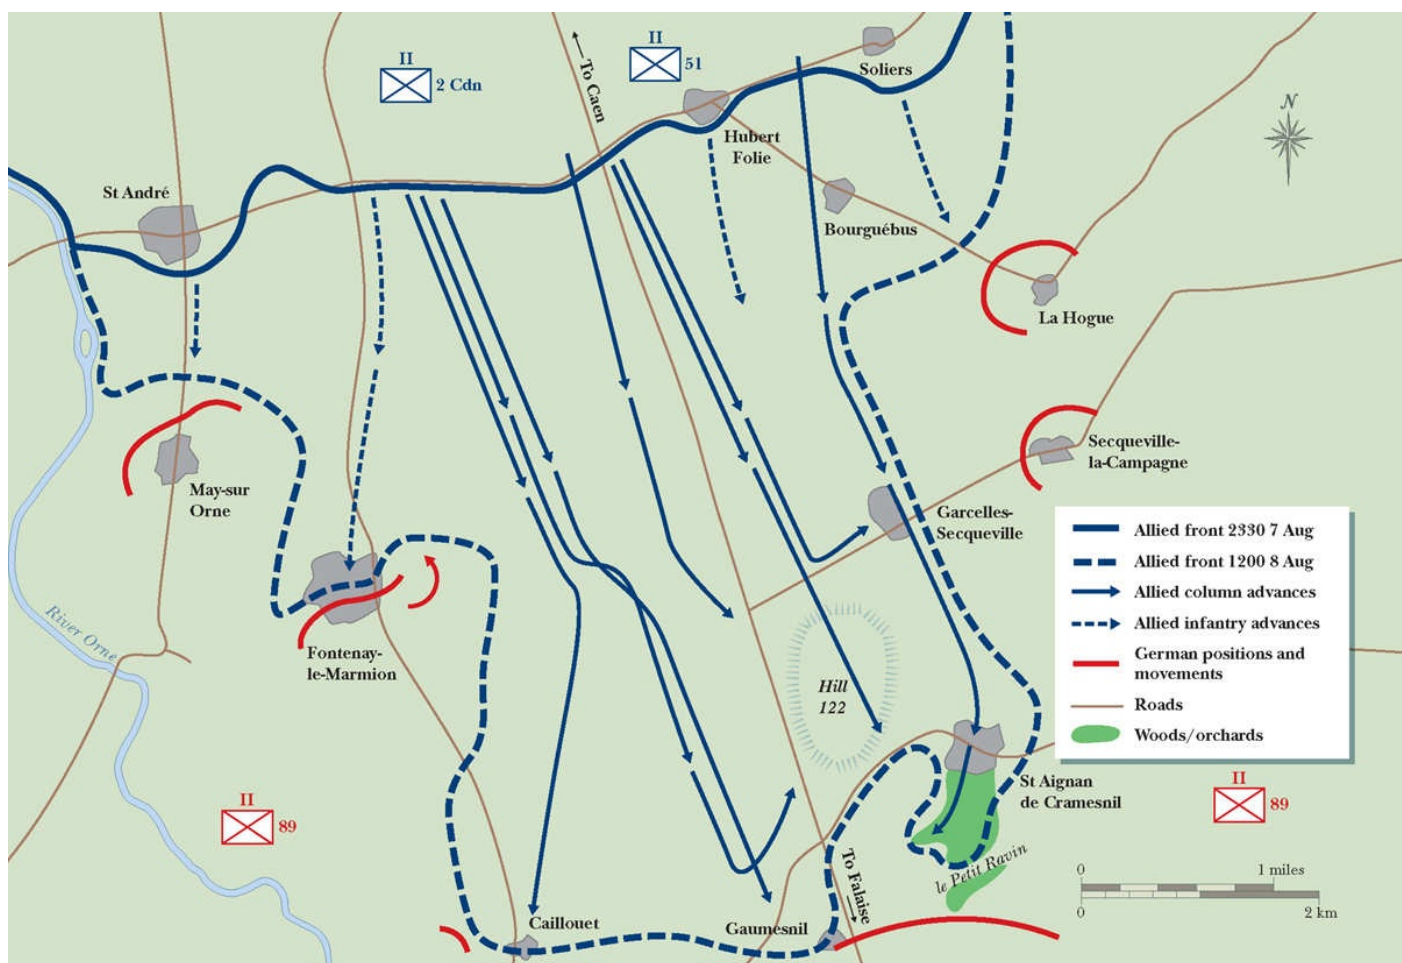 II
2 Cdn
II
51
To Caen
Soliers
N
Hubert
Folie
St André
Bourguébus
La Hogue
May-sur
Orne
Secqueville-
la-Campagne
Garcelles-
Secqueville
Allied front 2330 7 Aug
Allied front 1200 8 Aug
Allied column advances
Allied infantry advances
German positions and
movements
Roads
Woods/orchards
River Orne
Fontenay-
le-Marmion
Hill
122
St Aignan
de Cramesnil
II
89
II
89
le Petit Ravin
To Falaise
Caillouet
Gaumesnil
0
1 miles
0
2 km